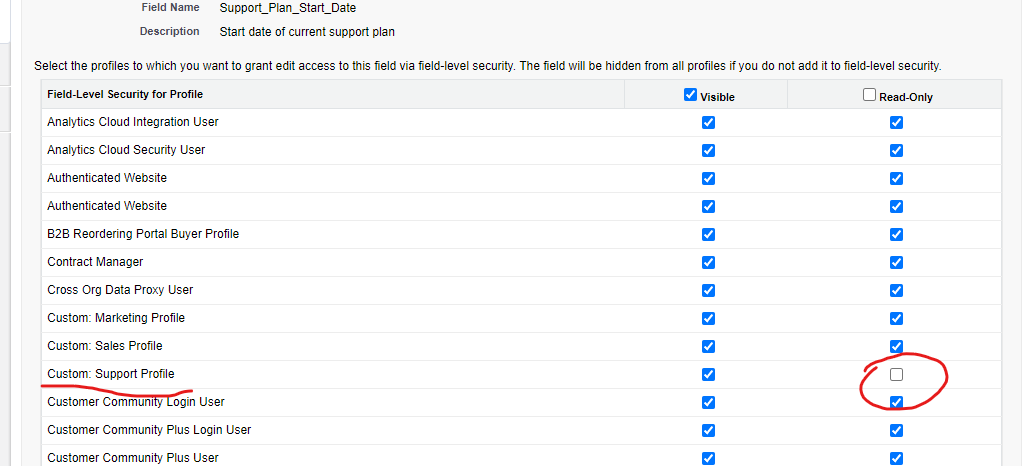 Field Name Support_Plan_Start_Date
Description Start date of current support plan
Select the profiles to which you want to grant edit access to this field via field-level security. The field will be hidden from all profiles if you do not add it to field-level security.
Field-Level Security for Profile Visible Read-Only
Analytics Cloud Integration User
Analytics Cloud Security User
Authenticated Website
Authenticated Website
B2B Reordering Portal Buyer Profile
Contract Manager
Cross Org Data Proxy User
Custom: Marketing Profile
Custom: Sales Profile
Custom: Support Profile
Customer Community Login User
Customer Community Plus Login User
Customer Community Plus User